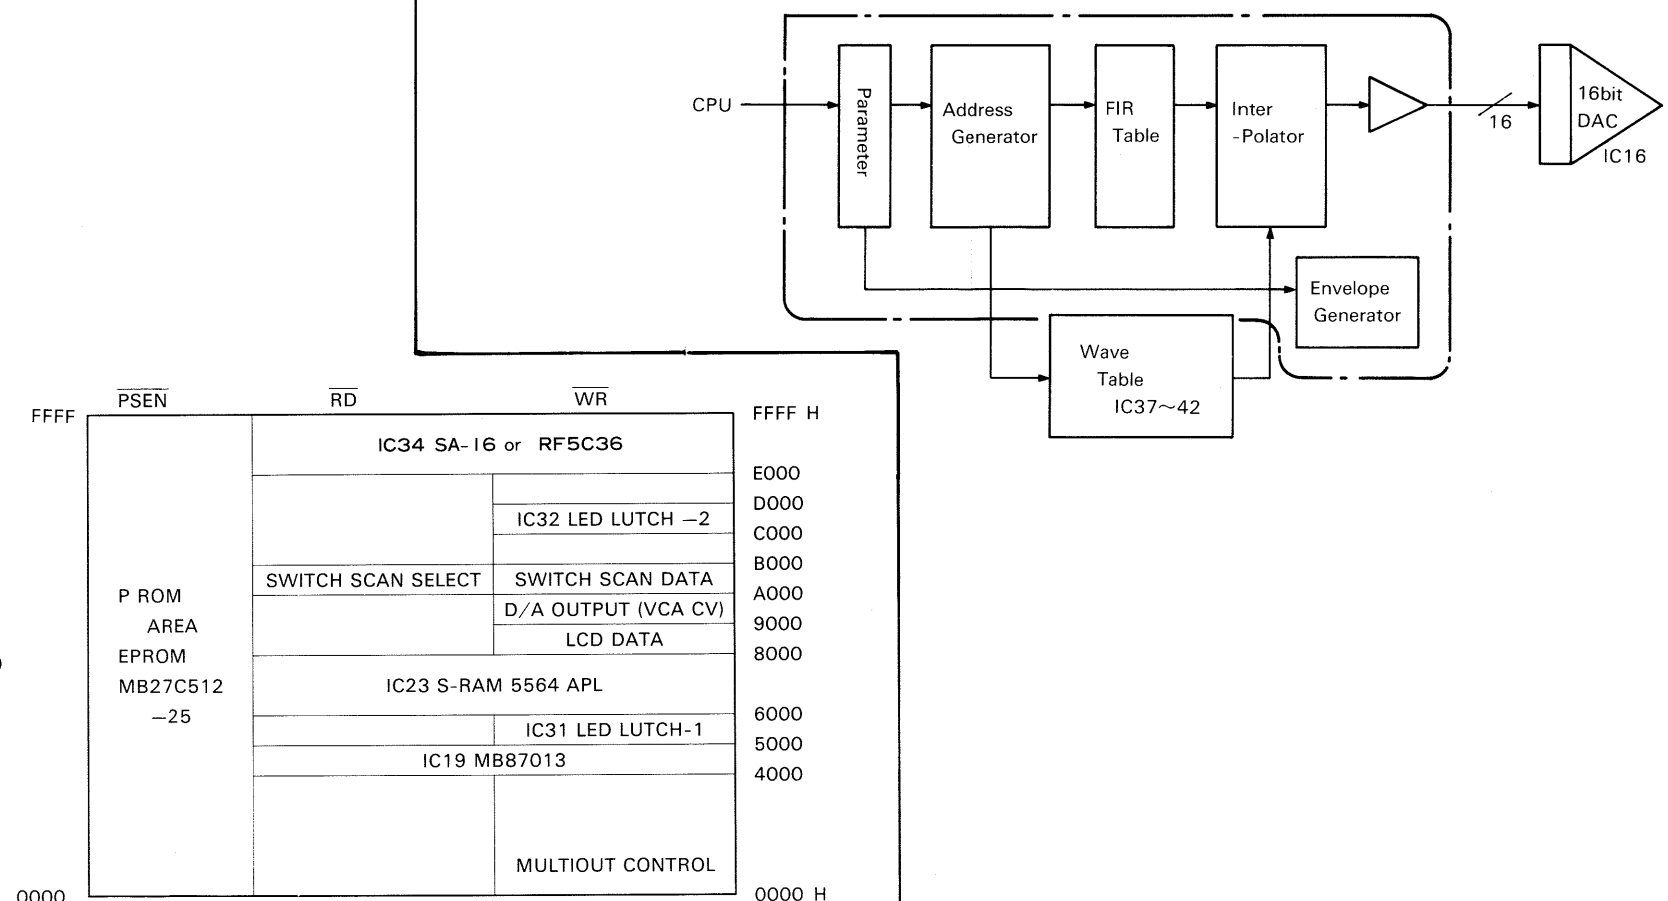 CPU
Parameter
Address
Generator
FIR
Table
Inter
-Polator
16
16bit
DAC
IC16
Envelope
Generator
Wave
Table
IC37～42
PSEN
RD
WR
FFFF
FFFF H
IC34 SA-16 or RF5C36
E000
D000
IC32 LED LUTCH —2
C000
B000
SWITCH SCAN SELECT
SWITCH SCAN DATA
A000
D/A OUTPUT (VCA CV)
9000
LCD DATA
8000
P ROM
AREA
EPROM
MB27C512
—25
IC23 S-RAM 5564 APL
6000
IC31 LED LUTCH-1
5000
IC19 MB87013
4000
MULTIOUT CONTROL
0000
0000 H